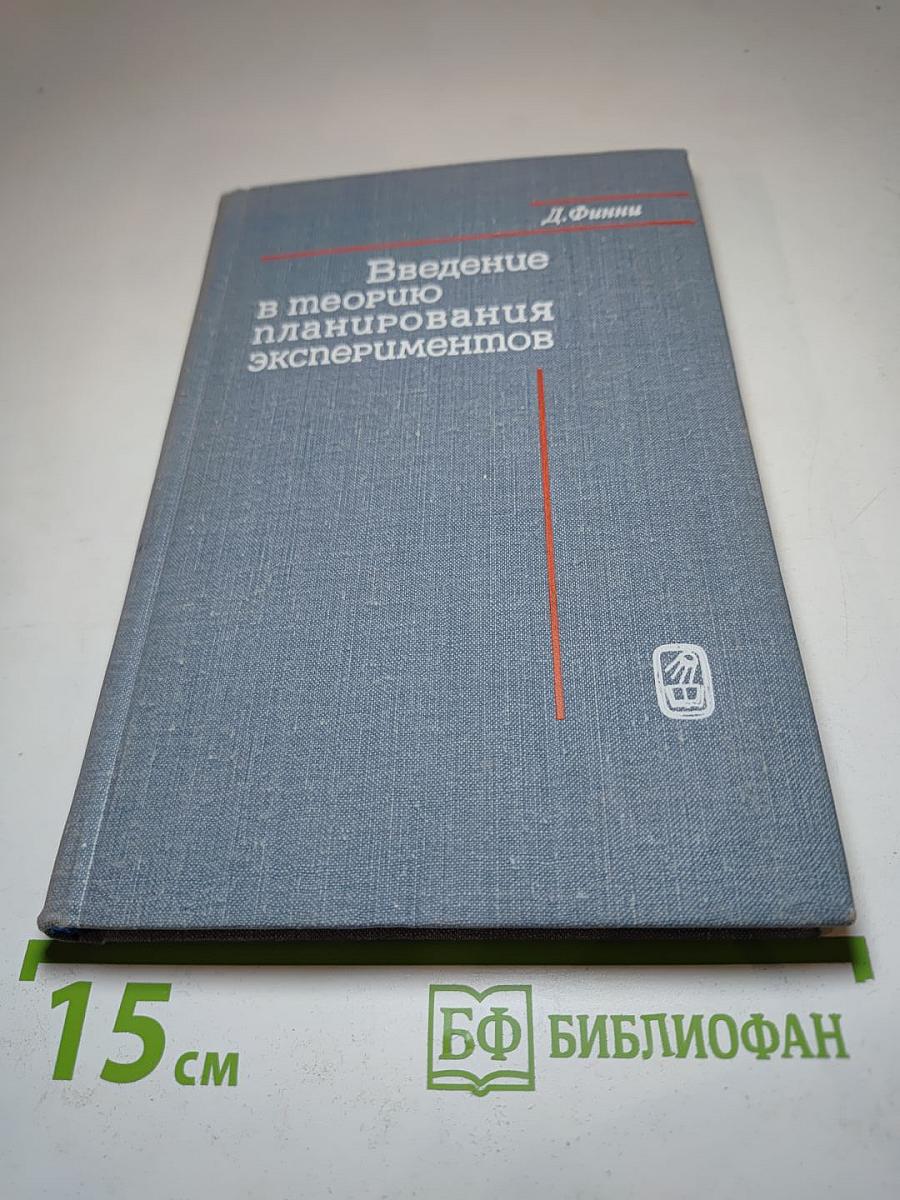 Д. Финни
Введение
в теорию
планирования
экспериментов
15 см
БФ БИБЛИОФАН